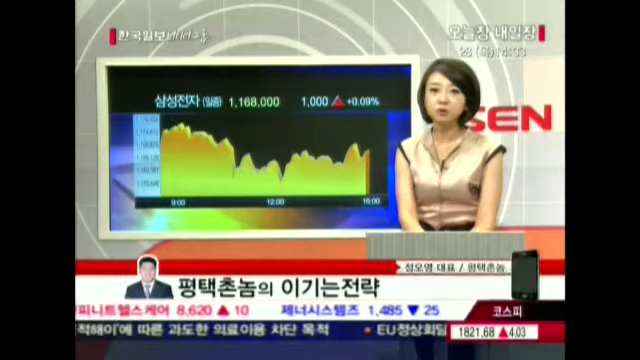 한국일보
오늘장 내일장
삼성전자 (일중) 1,168,000 1,000 ▲ +0.09%
SEN
9:00 12:00 15:00
정오영 대표 / 평택촌놈
평택촌놈의 이기는전략
피니트헬스케어 8,620 ▲ 10 제너시스템즈 1,485 ▼ 25
코스피
적해이)에 따른 과도한 의료이용 차단 목적 • EU정상회담
1821,68 ▲ 4,03